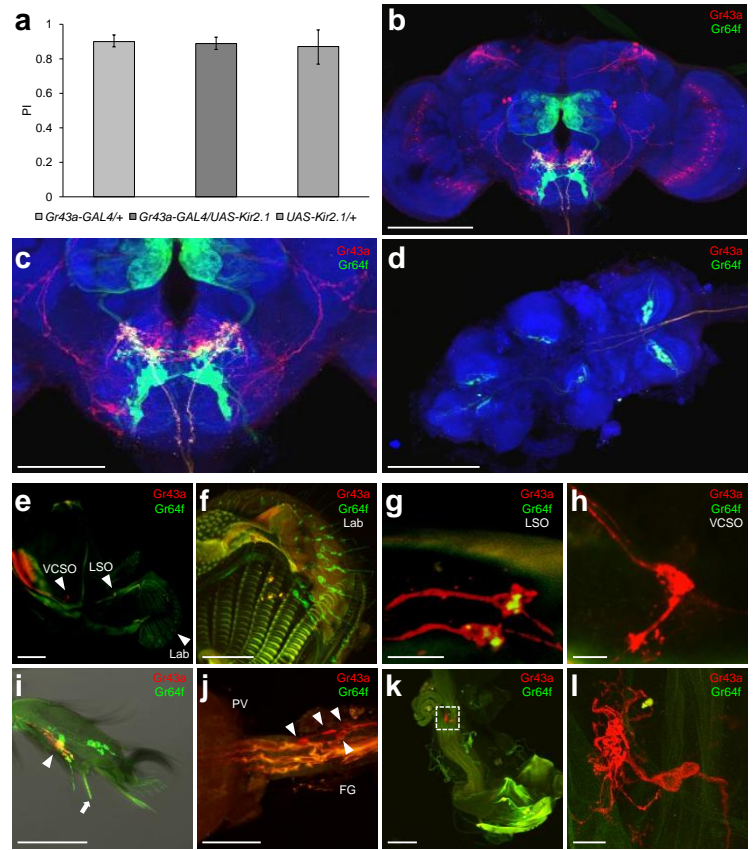 a
1
0.8
0.6
0.4
0.2
0
PI
Gr43a-GAL4/+ Gr43a-GAL4/UAS-Kir2.1 UAS-Kir2.1/+
b
Gr43a
Gr64f
c
Gr43a
Gr64f
d
Gr43a
Gr64f
e
Gr43a
Gr64f
VCSO
LSO
Lab
f
Gr43a
Gr64f
Lab
g
Gr43a
Gr64f
LSO
h
Gr43a
Gr64f
VCSO
i
Gr43a
Gr64f
j
Gr43a
Gr64f
PV
FG
k
Gr43a
Gr64f
l
Gr43a
Gr64f